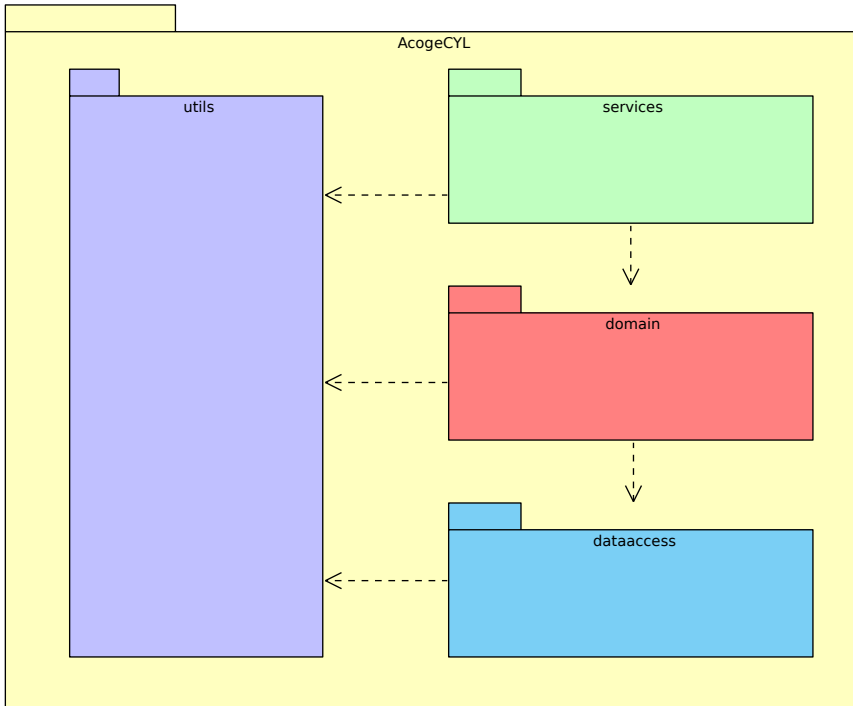 AcogeCYL
utils
services
domain
dataaccess